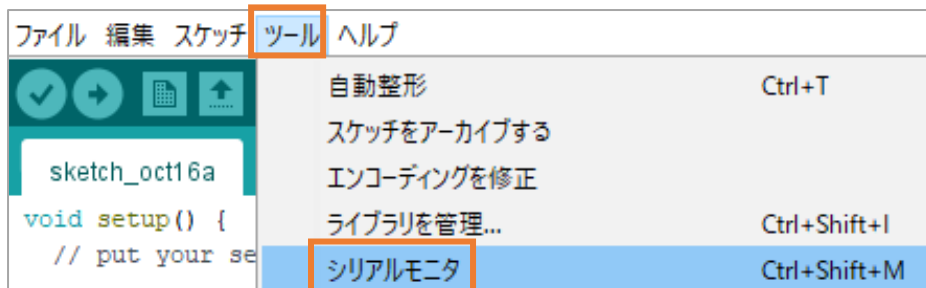 ファイル 編集 スケッチ ツール ヘルプ
自動整形 Ctrl+T
スケッチをアーカイブする
sketch_oct16a
エンコーディングを修正
void setup() {
ライブラリを管理... Ctrl+Shift+I
// put your se
シリアルモニタ Ctrl+Shift+M